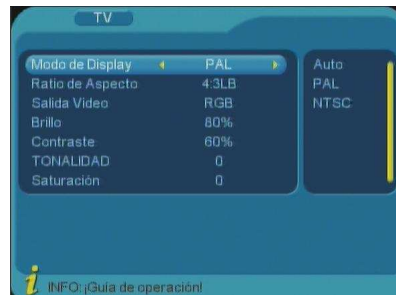 TV
Modo de Display PAL Auto
Ratio de Aspecto 4:3LB PAL
Salida Video RGB NTSC
Brillo 80%
Contraste 60%
TONALIDAD 0
Saturación 0
INFO:¡Guía de operación!